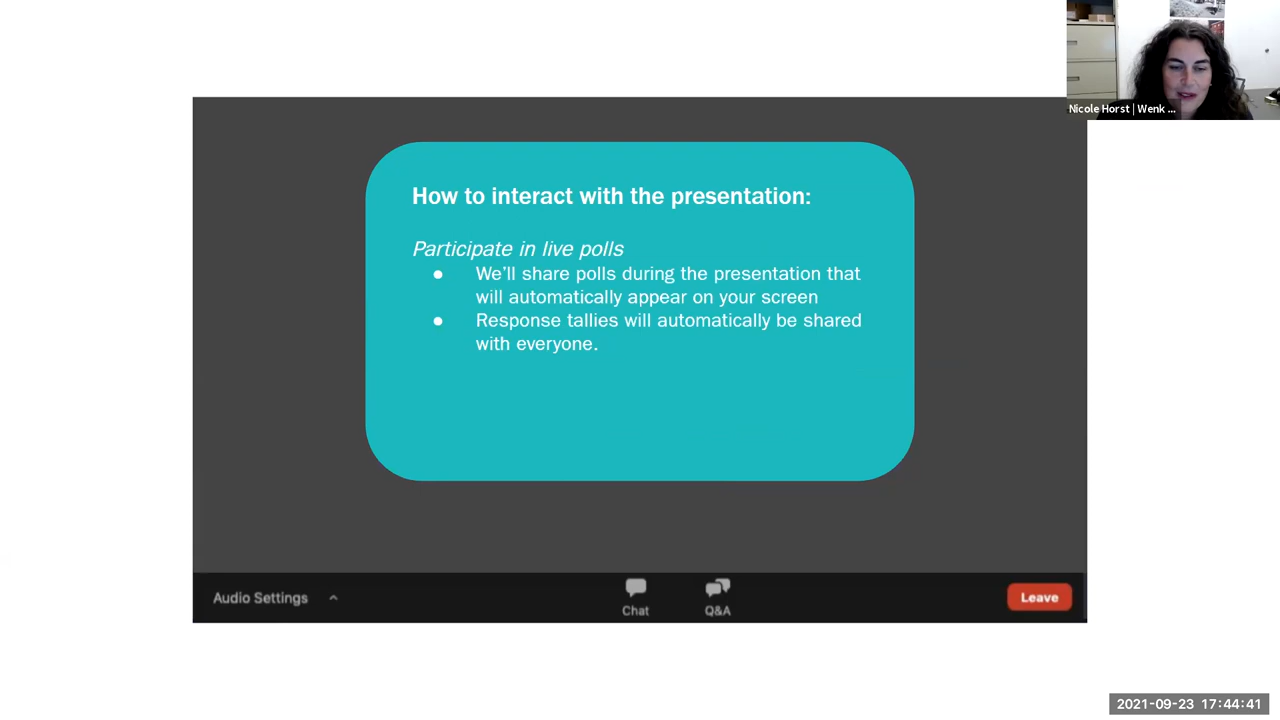 Nicole Horst | Wenk ...
How to interact with the presentation:
Participate in live polls
● We'll share polls during the presentation that
will automatically appear on your screen
● Response tallies will automatically be shared
with everyone.
Audio Settings
Chat
Q&A
Leave
2021-09-23 17:44:41